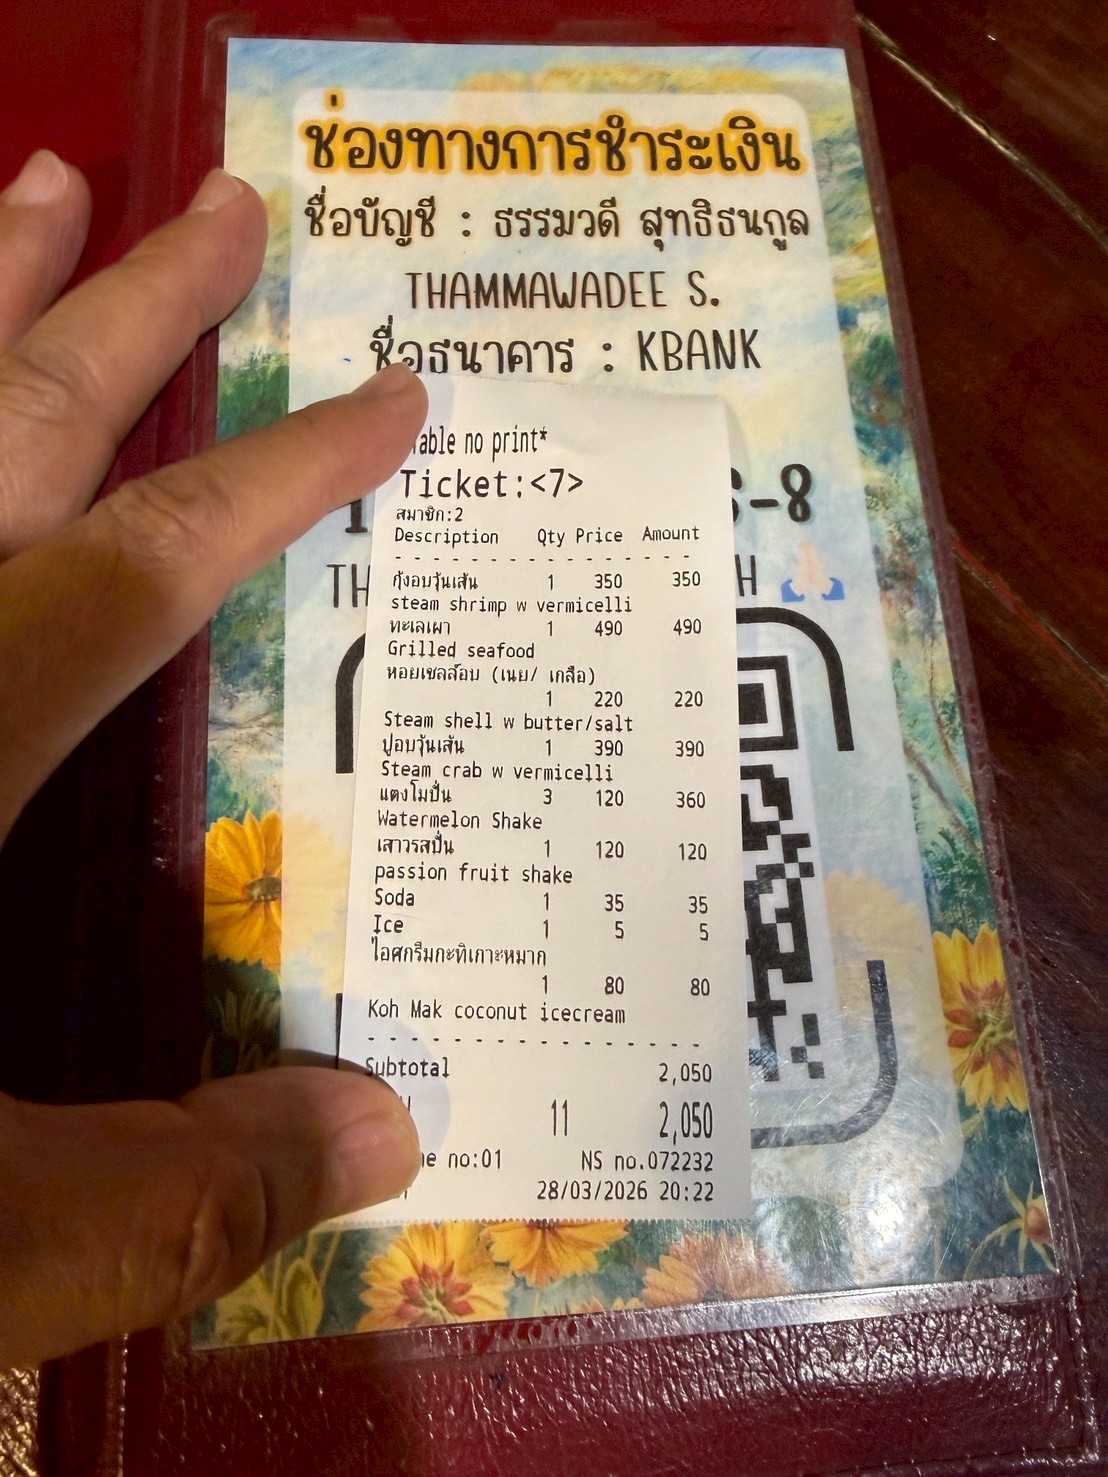 ช่องทางการชำระเงิน
ชื่อบัญชี : ธรรมวดี สุทธิธนกูล
THAMMAWADEE S.
ชื่อธนาคาร : KBANK
no print*
Ticket:<7>
สมาชิก:2
Description Qty Price Amount
กุ้งอบวุ้นเส้น 1 350 350
steam shrimp w vermicelli
ทะเลเผา 1 490 490
Grilled seafood
หอยเชลล์อบ (เนย/ เกลือ)
1 220 220
Steam shell w butter/salt
ปูอบวุ้นเส้น 1 390 390
Steam crab w vermicelli
แตงโมปั่น 3 120 360
Watermelon Shake
เสาวรสปั่น 1 120 120
passion fruit shake
Soda 1 35 35
Ice 1 5 5
ไอศกรีมกะทิเกาะหมาก
1 80 80
Koh Mak coconut icecream
Subtotal 2,050
11 2,050
no:01 NS no.072232
28/03/2026 20:22